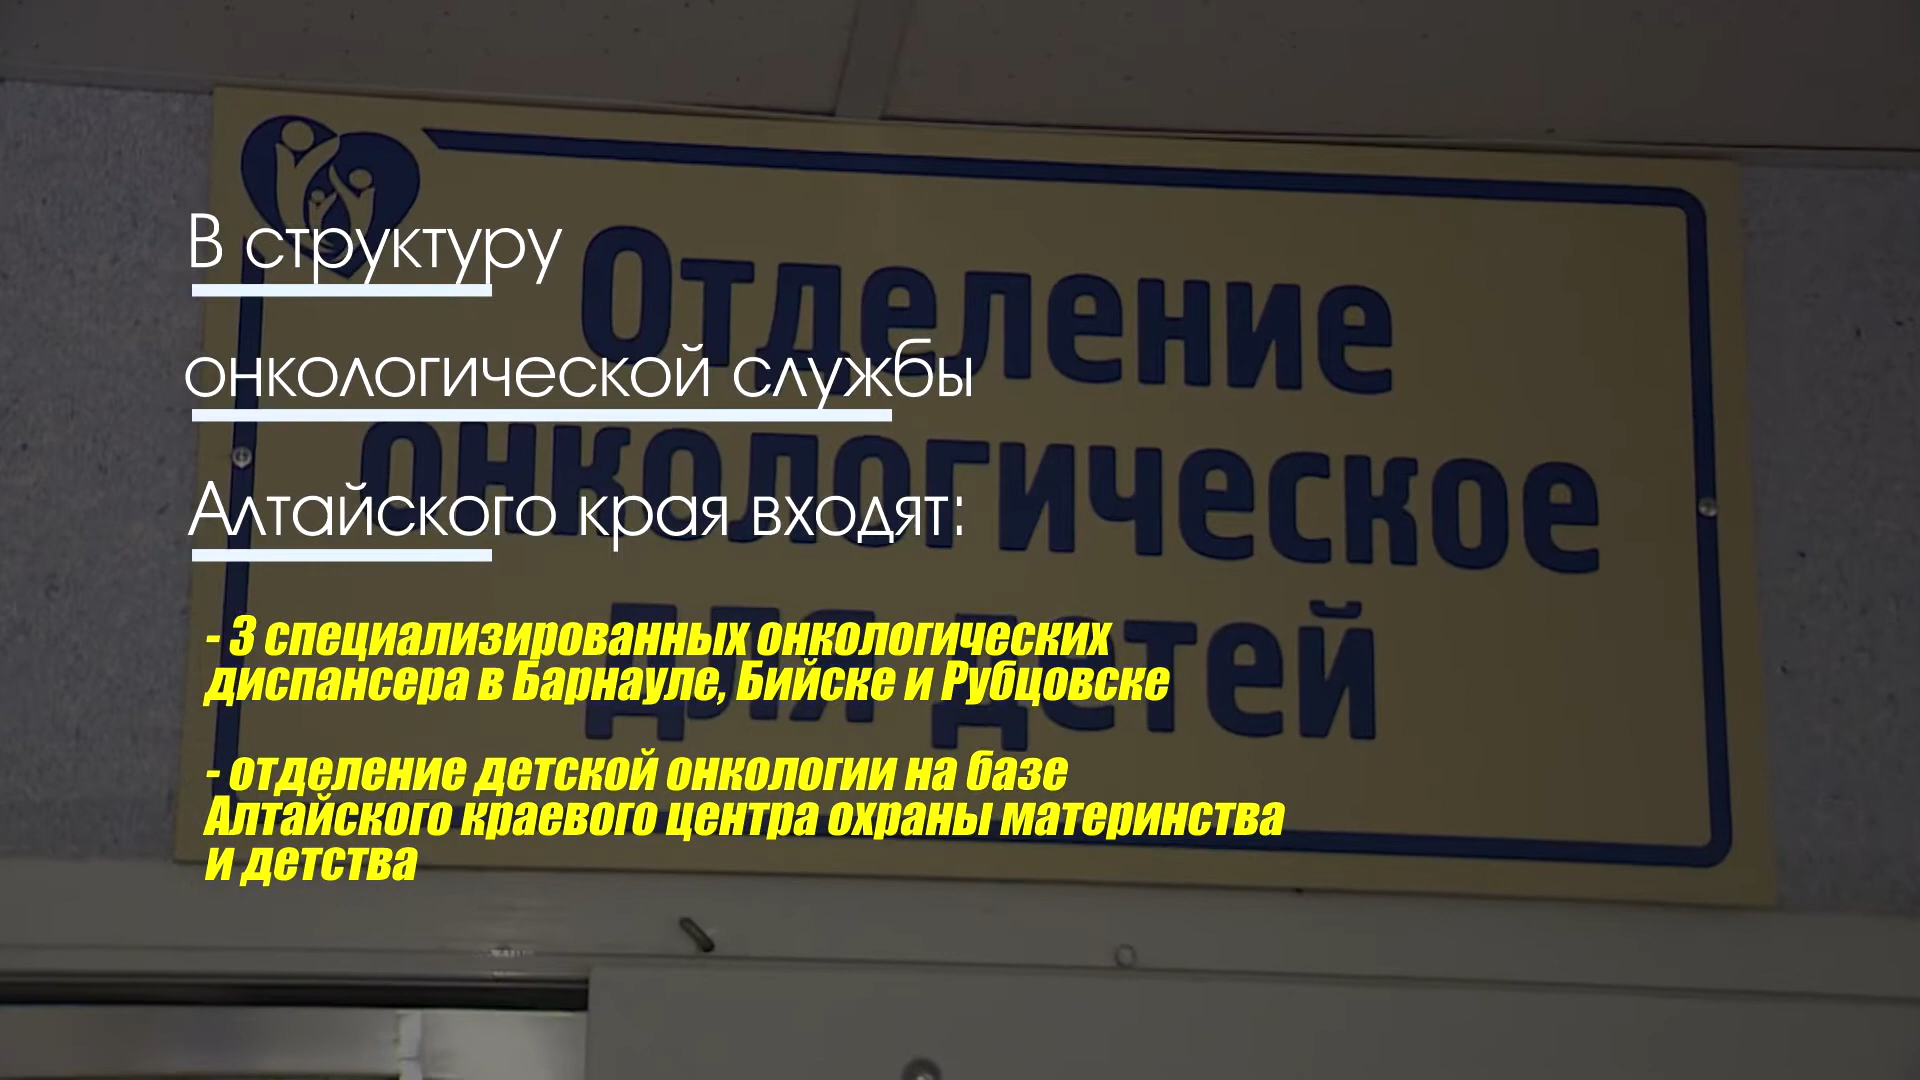 В структуру
онкологической службы
Алтайского края входят:
- 3 специализированных онкологических
диспансера в Барнауле, Бийске и Рубцовске
- отделение детской онкологии на базе
Алтайского краевого центра охраны материнства
и детства
Отделение
онкологическое
для детей